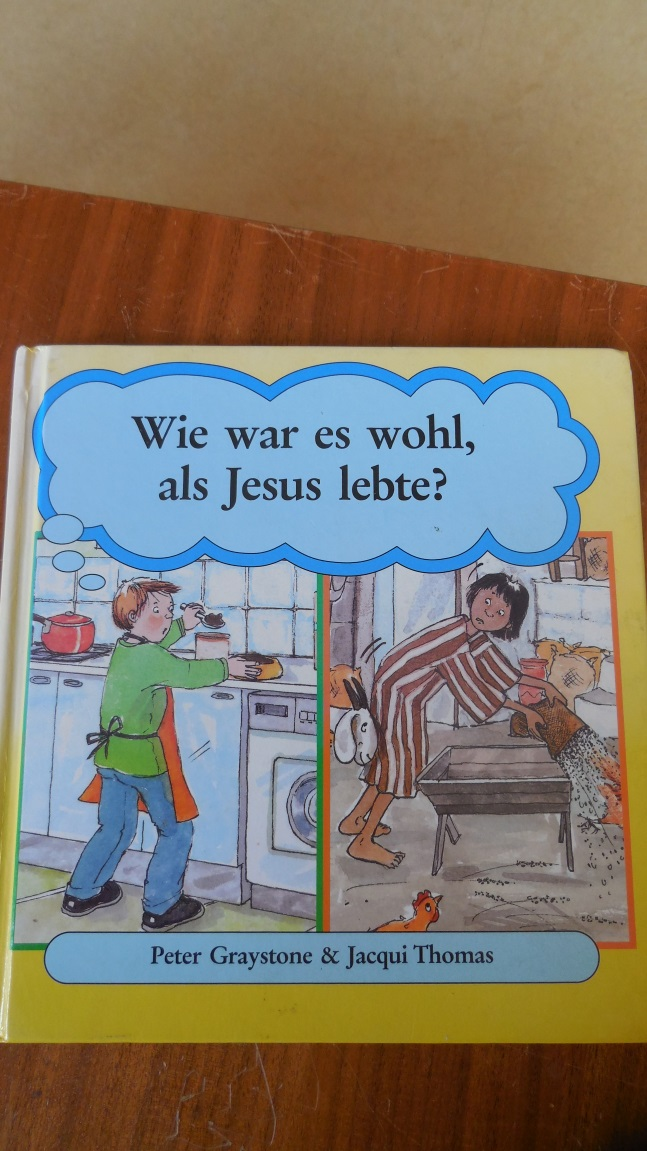 Wie war es wohl,
als Jesus lebte?
Peter Graystone & Jacqui Thomas